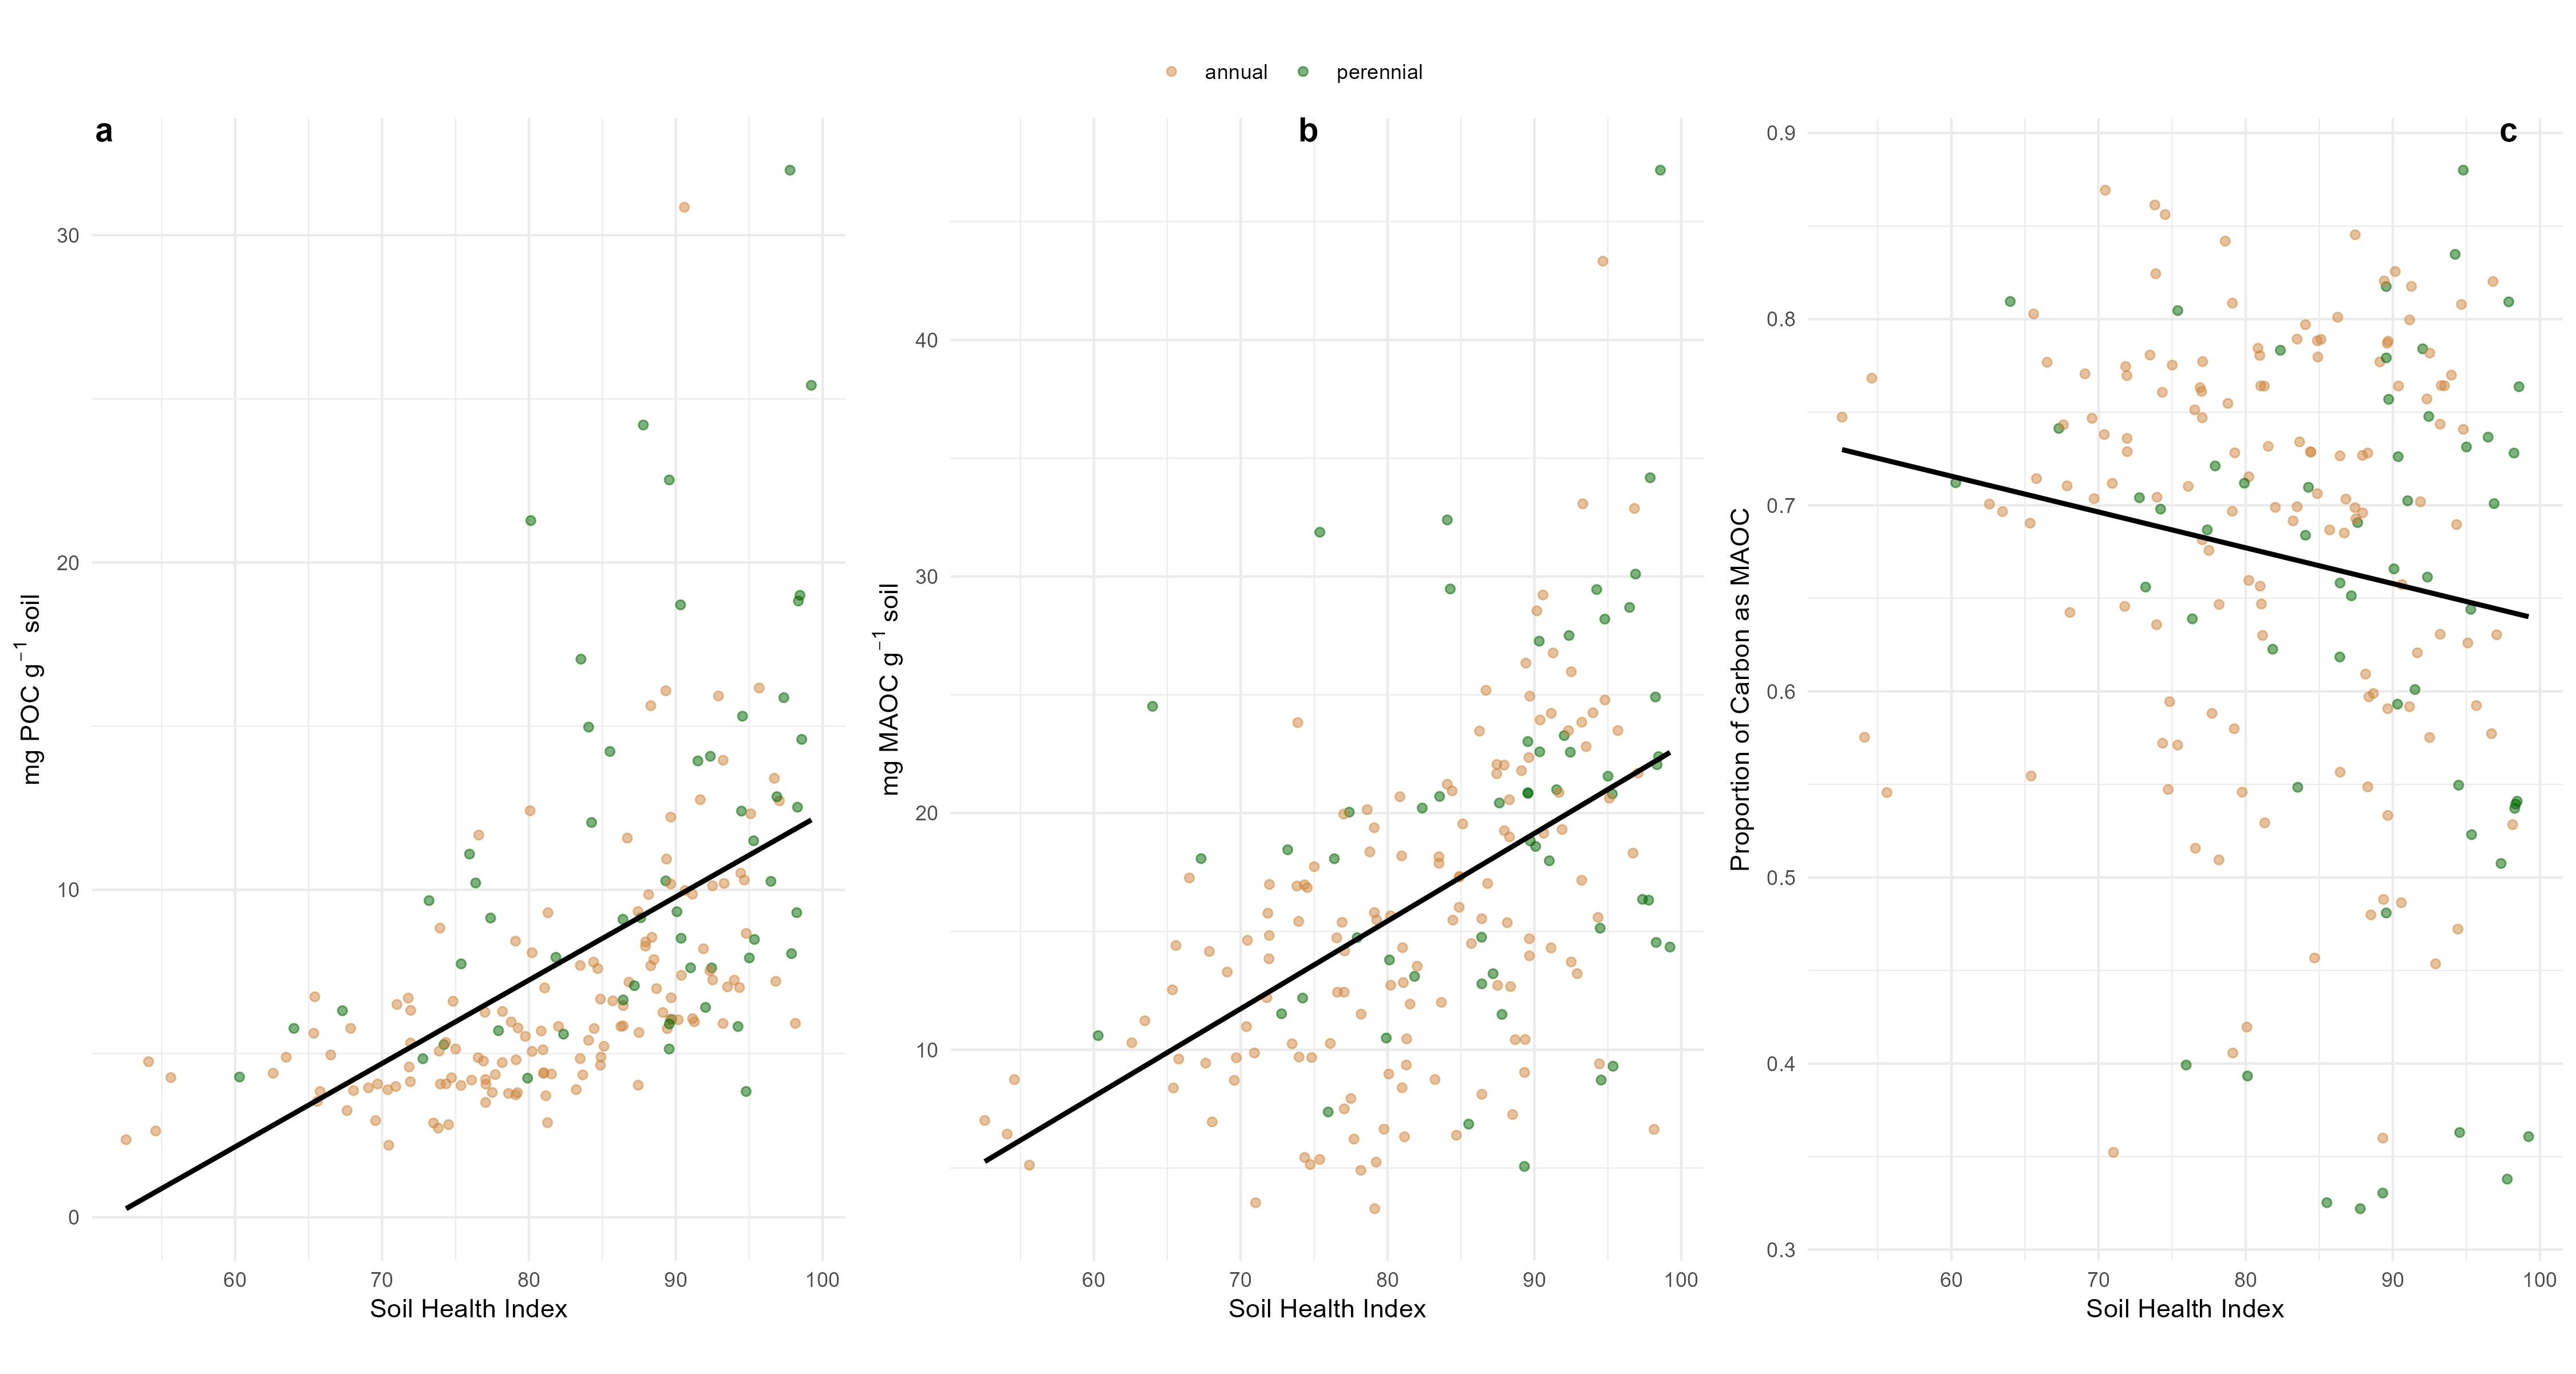 annual perennial
a
b
c
mg POC g⁻¹ soil
30
20
10
0
60 70 80 90 100
Soil Health Index
mg MAOC g⁻¹ soil
40
30
20
10
60 70 80 90 100
Soil Health Index
Proportion of Carbon as MAOC
0.9
0.8
0.7
0.6
0.5
0.4
0.3
60 70 80 90 100
Soil Health Index